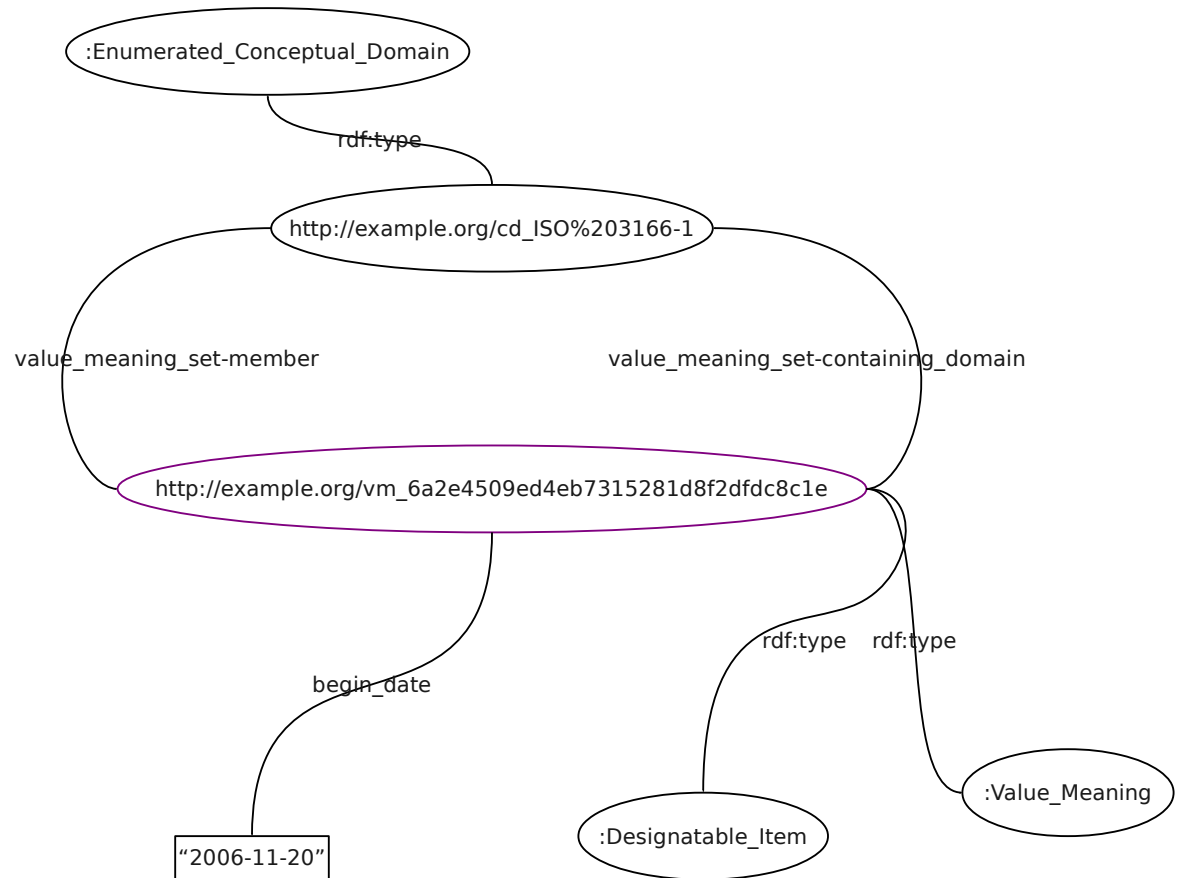 :Enumerated_Conceptual_Domain
rdf:type
http://example.org/cd_ISO%203166-1
value_meaning_set-member
value_meaning_set-containing_domain
http://example.org/vm_6a2e4509ed4eb7315281d8f2dfdc8c1e
rdf:type
rdf:type
begin_date
:Value_Meaning
:Designatable_Item
“2006-11-20”